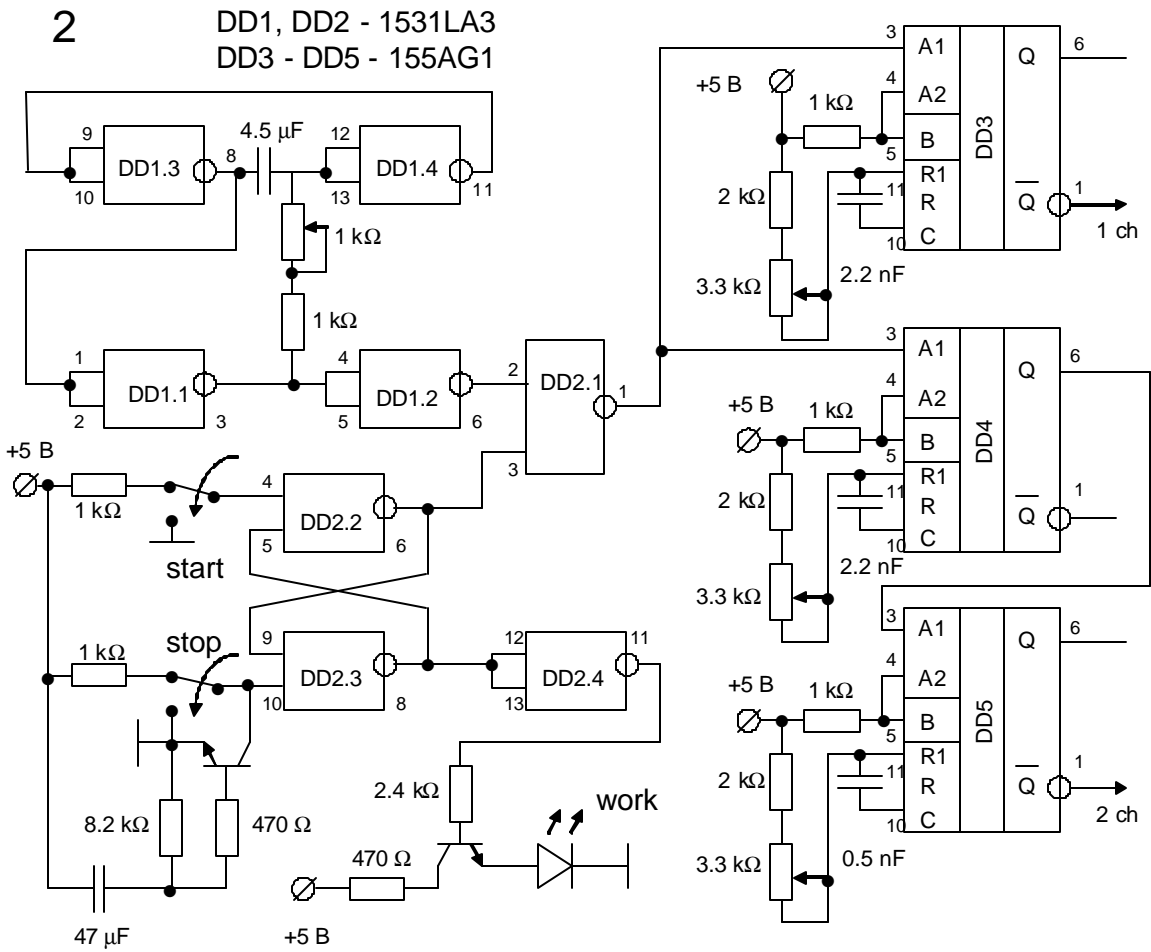 2
DD1, DD2 - 1531LA3
DD3 - DD5 - 155AG1
9
10
DD1.3
8
4.5 μF
12
13
DD1.4
11
1 kΩ
1 kΩ
1
2
DD1.1
3
4
5
DD1.2
6
2
3
DD2.1
1
+5 B
1 kΩ
start
4
5
DD2.2
6
stop
1 kΩ
9
10
DD2.3
8
12
13
DD2.4
11
8.2 kΩ
470 Ω
47 μF
2.4 kΩ
work
470 Ω
+5 B
+5 B
1 kΩ
2 kΩ
3.3 kΩ
2.2 nF
3
4
5
11
10
A1
A2
B
R1
R
C
DD3
Q
Q
6
1
1 ch
+5 B
1 kΩ
2 kΩ
3.3 kΩ
2.2 nF
3
4
5
11
10
A1
A2
B
R1
R
C
DD4
Q
Q
6
1
+5 B
1 kΩ
2 kΩ
3.3 kΩ
0.5 nF
3
4
5
11
10
A1
A2
B
R1
R
C
DD5
Q
Q
6
1
2 ch